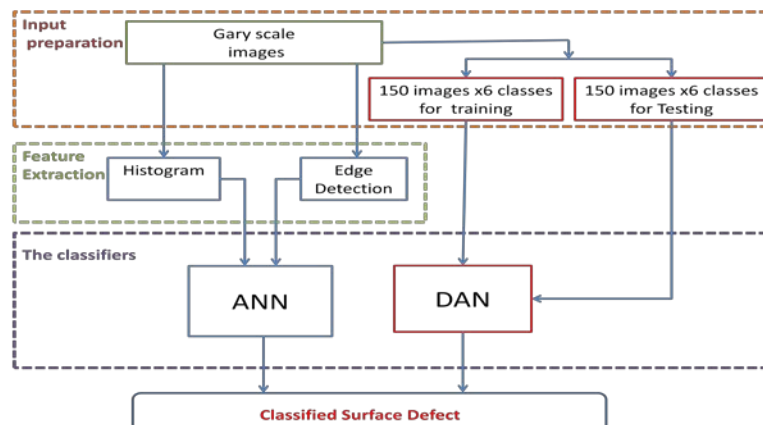 Input
preparation
Gary scale
images
150 images x6 classes
for training
150 images x6 classes
for Testing
Feature
Extraction
Histogram
Edge
Detection
The classifiers
ANN
DAN
Classified Surface Defect